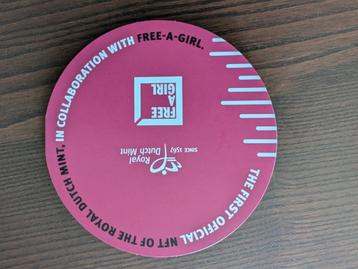 THE FIRST OFFICIAL NFT OF THE ROYAL DUTCH MINT, IN COLLABORATION WITH FREE-A-GIRL.
Royal
Dutch Mint
SINCE 1567
FREE
A
GIRL